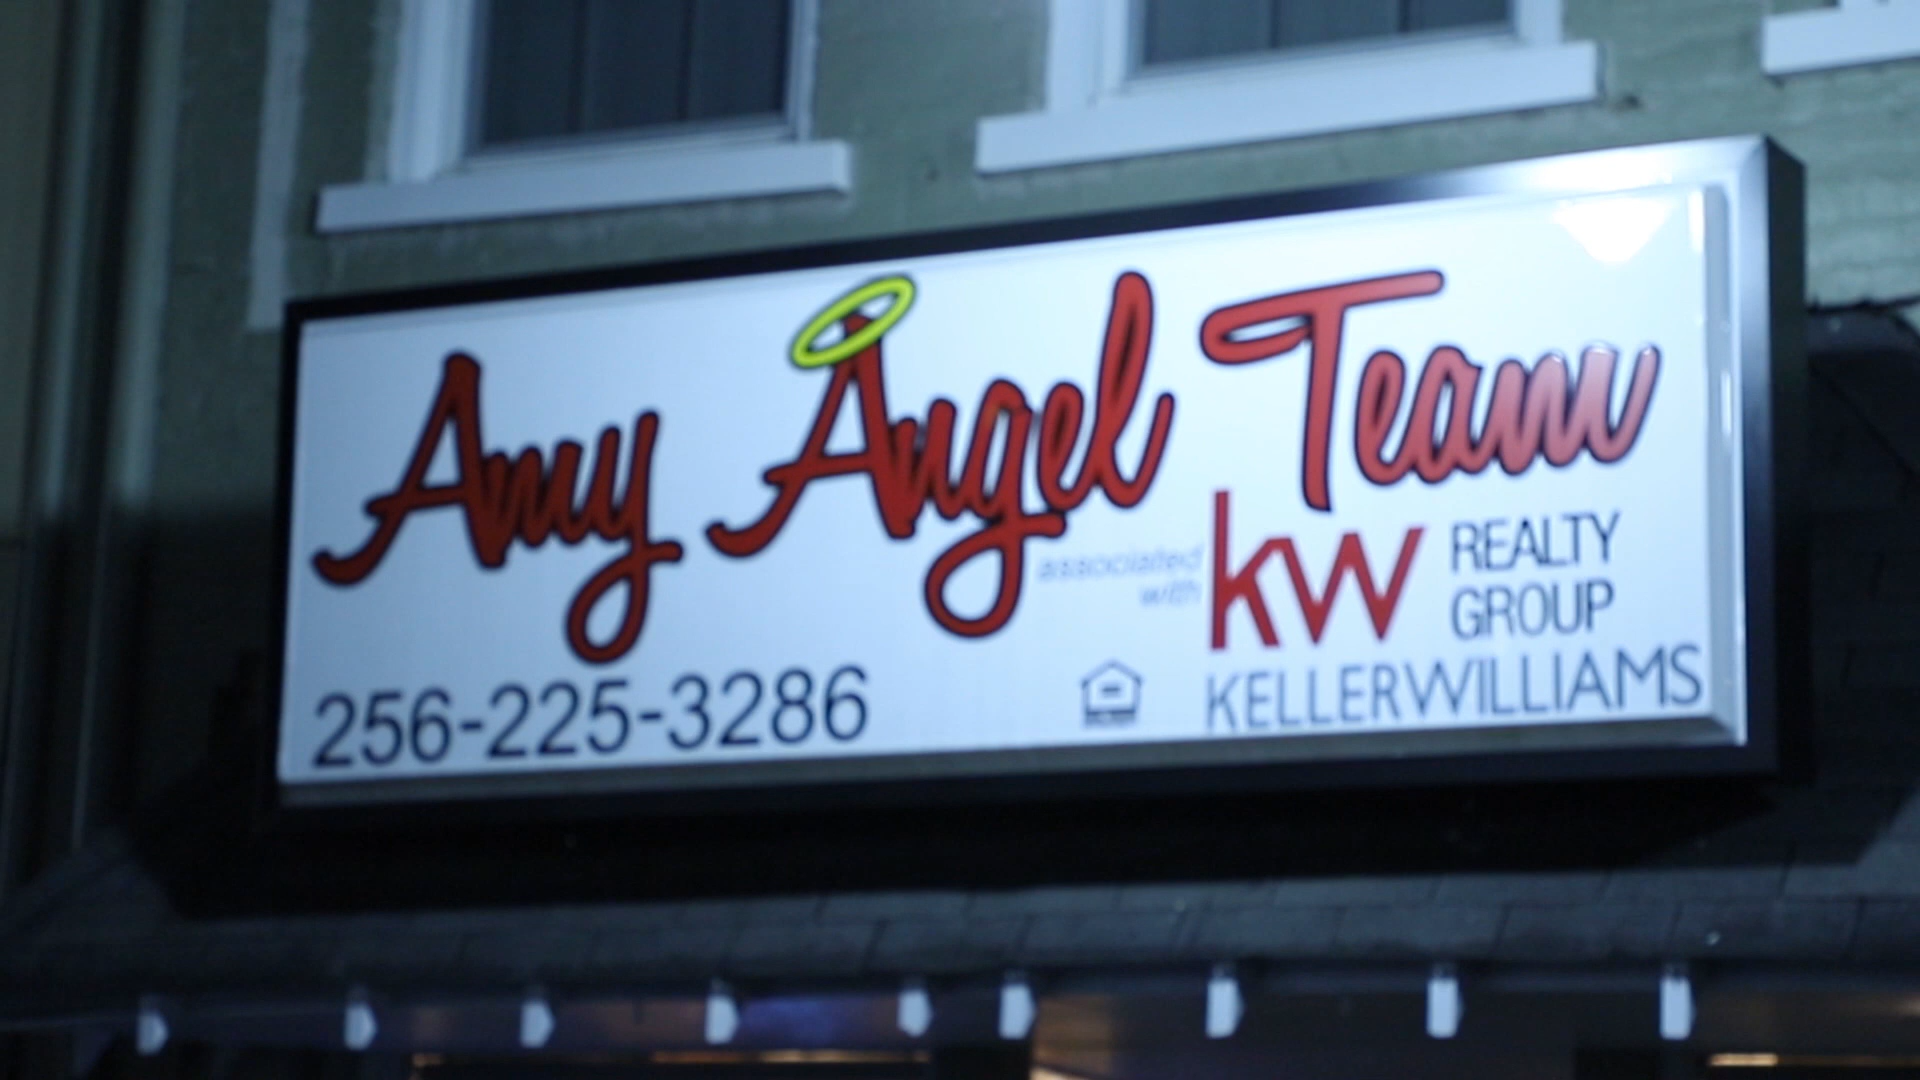 Amy Angel Team
associated
with
kw REALTY
GROUP
KELLERWILLIAMS
256-225-3286